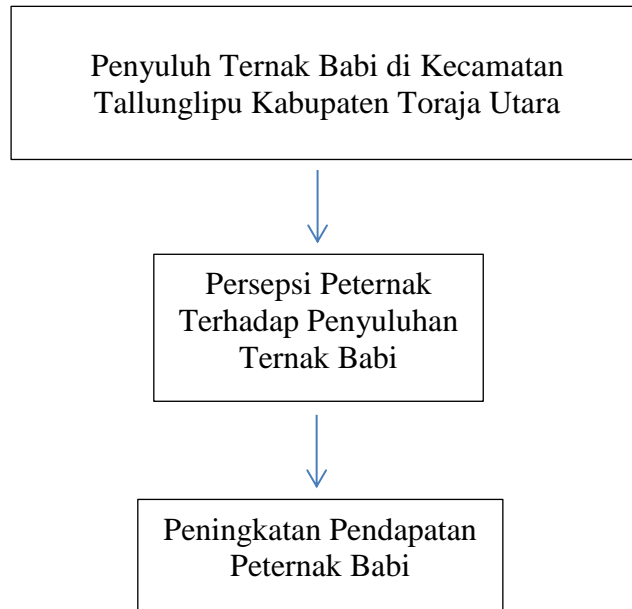 Penyuluh Ternak Babi di Kecamatan
Tallunglipu Kabupaten Toraja Utara
Persepsi Peternak
Terhadap Penyuluhan
Ternak Babi
Peningkatan Pendapatan
Peternak Babi